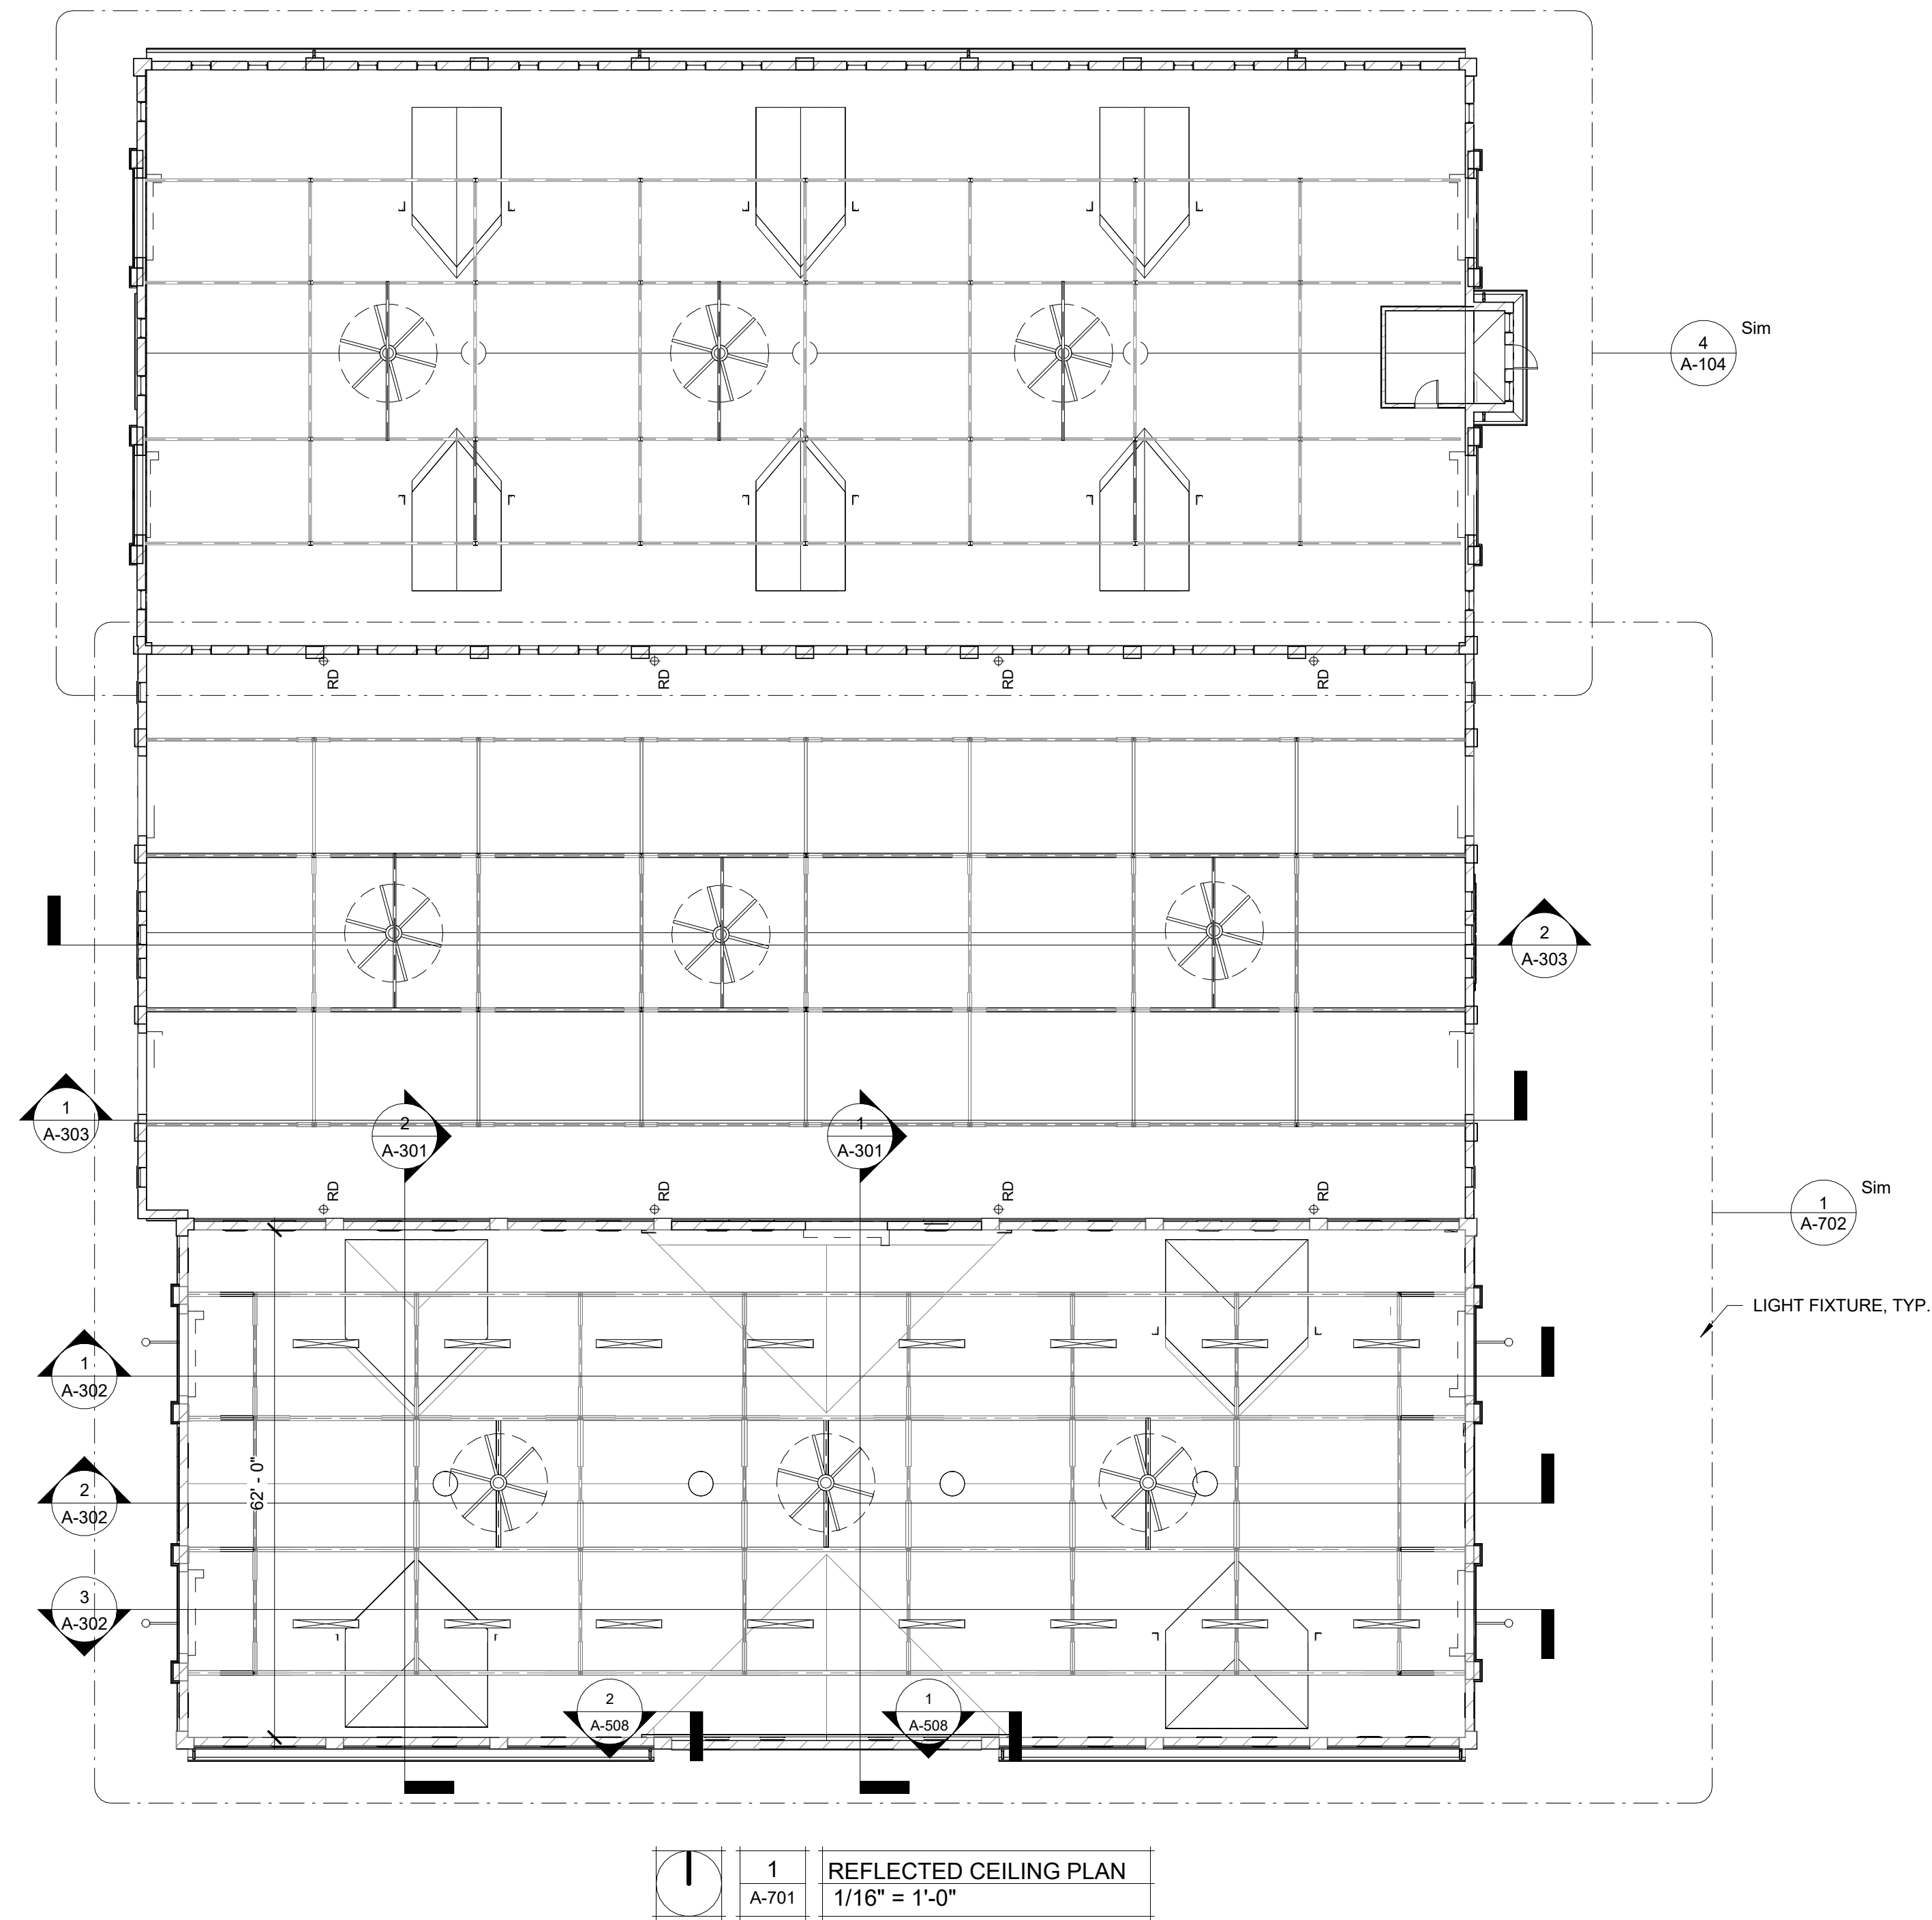 Sim
4
A-104
RD
RD
RD
RD
2
A-303
1
A-303
2
A-301
1
A-301
RD
RD
RD
RD
Sim
1
A-702
LIGHT FIXTURE, TYP.
1
A-302
62' - 0"
2
A-302
3
A-302
2
A-508
1
A-508
1
A-701
REFLECTED CEILING PLAN
1/16" = 1'-0"